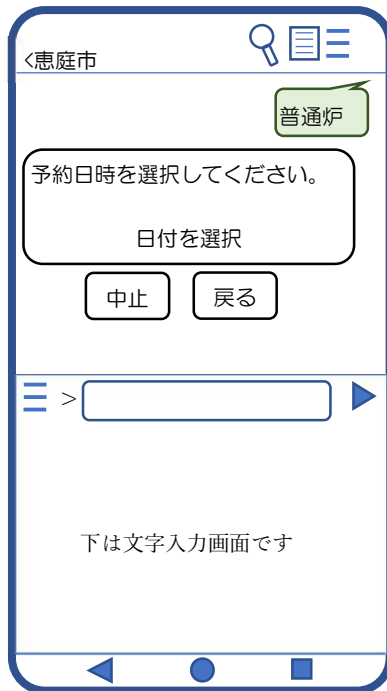 <恵庭市
普通炉
予約日時を選択してください。
日付を選択
中止
戻る
>
下は文字入力画面です